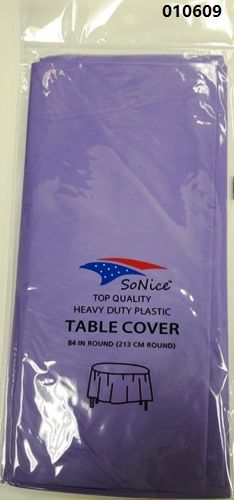 010609
SoNice
TOP QUALITY
HEAVY DUTY PLASTIC
TABLE COVER
84 IN ROUND (213 CM ROUND)